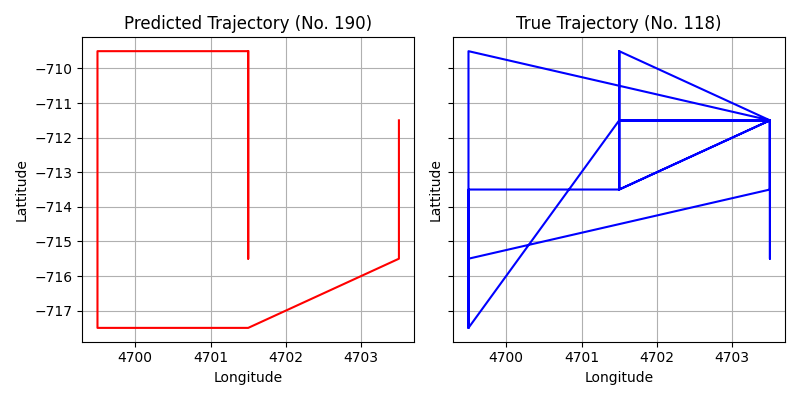 Predicted Trajectory (No. 190)
True Trajectory (No. 118)
−710
−711
−712
−713
−714
−715
−716
−717
Lattitude
Lattitude
4700 4701 4702 4703
4700 4701 4702 4703
Longitude
Longitude